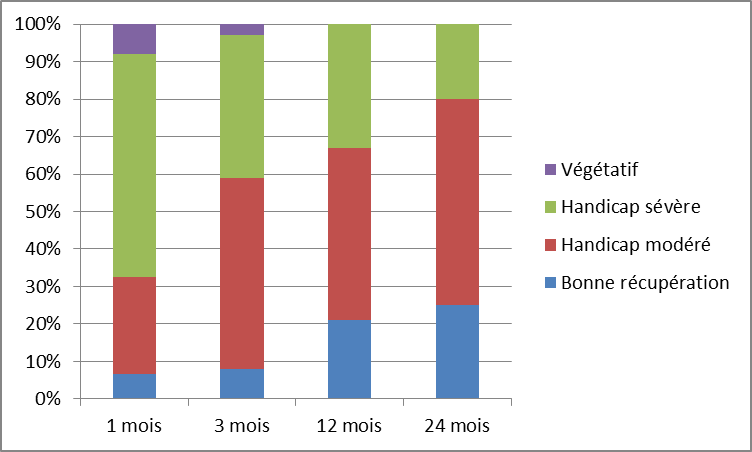 100%
90%
80%
70%
60%
50%
40%
30%
20%
10%
0%
1 mois 3 mois 12 mois 24 mois
Végétatif
Handicap sévère
Handicap modéré
Bonne récupération